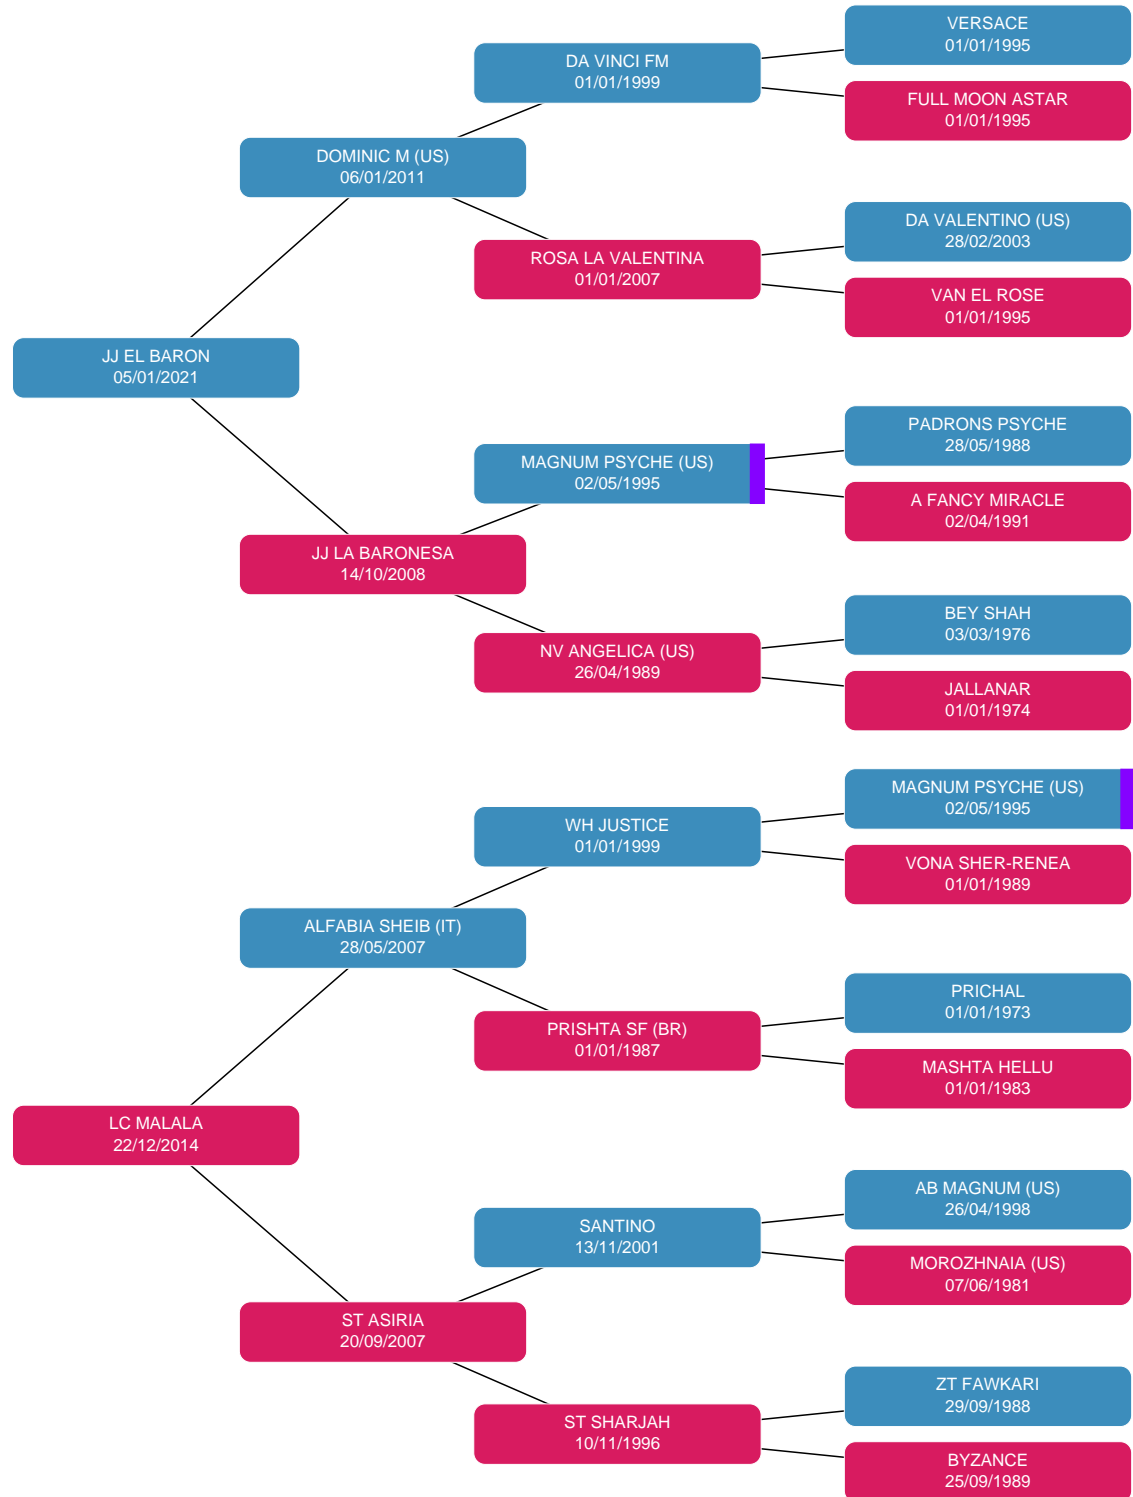 VERSACE
01/01/1995
DA VINCI FM
01/01/1999
FULL MOON ASTAR
01/01/1995
DOMINIC M (US)
06/01/2011
DA VALENTINO (US)
28/02/2003
ROSA LA VALENTINA
01/01/2007
VAN EL ROSE
01/01/1995
JJ EL BARON
05/01/2021
PADRONS PSYCHE
28/05/1988
MAGNUM PSYCHE (US)
02/05/1995
A FANCY MIRACLE
02/04/1991
JJ LA BARONESA
14/10/2008
BEY SHAH
03/03/1976
NV ANGELICA (US)
26/04/1989
JALLANAR
01/01/1974
MAGNUM PSYCHE (US)
02/05/1995
WH JUSTICE
01/01/1999
VONA SHER-RENEA
01/01/1989
ALFABIA SHEIB (IT)
28/05/2007
PRICHAL
01/01/1973
PRISHTA SF (BR)
01/01/1987
MASHTA HELLU
01/01/1983
LC MALALA
22/12/2014
AB MAGNUM (US)
26/04/1998
SANTINO
13/11/2001
MOROZHNAIA (US)
07/06/1981
ST ASIRIA
20/09/2007
ZT FAWKARI
29/09/1988
ST SHARJAH
10/11/1996
BYZANCE
25/09/1989